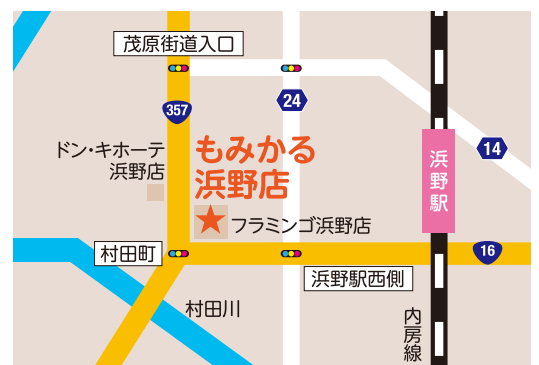 茂原街道入口
24
357
14
ドン・キホーテ
浜野店
もみかる
浜野店
浜野駅
フラミンゴ浜野店
村田町
16
浜野駅西側
村田川
内房線